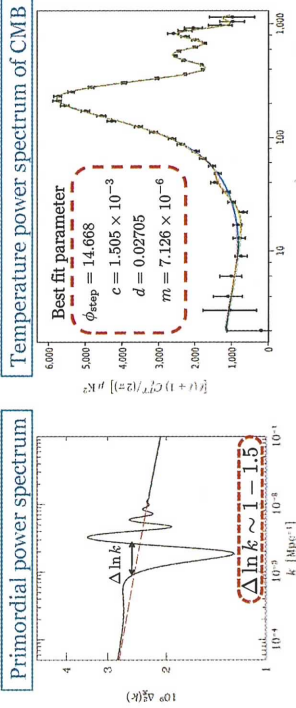 Primordial power spectrum
4
3
2
1
10⁹ Δ²_R(k)
Δ ln k
Δ ln k ~ 1 − 1.5
10⁻⁴
10⁻⁵
10⁻⁸
10⁻¹
k [Mpc⁻¹]
Temperature power spectrum of CMB
6,000
5,000
4,000
3,000
2,000
1,000
0
[ℓ(ℓ + 1) C_ℓ^TT/(2π)] μK²
Best fit parameter
ϕ_step = 14.668
c = 1.505 × 10⁻³
d = 0.02705
m = 7.126 × 10⁻⁶
10
100
1,000